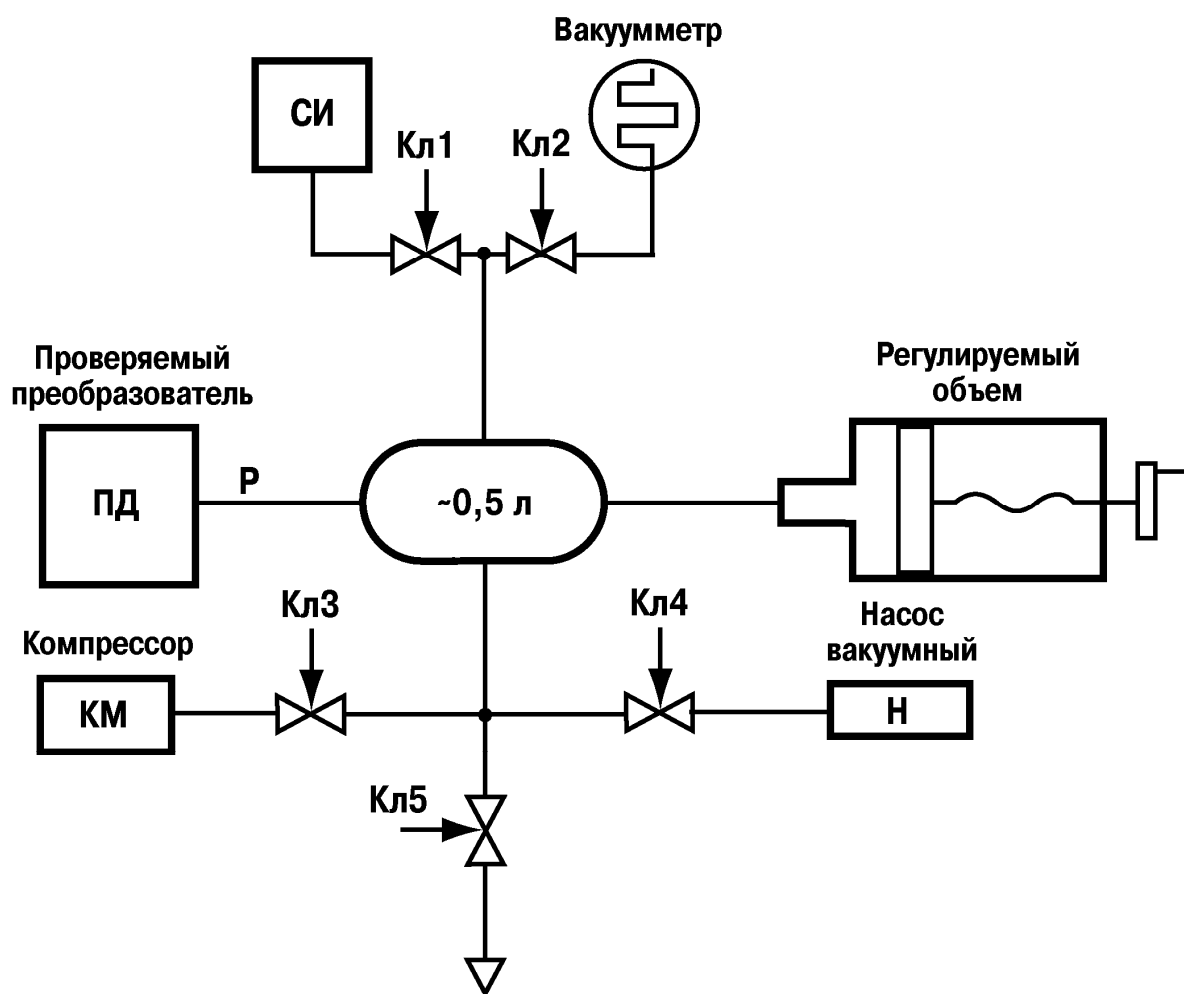 Вакуумметр
СИ
Кл1
Кл2
Проверяемый
преобразователь
Регулируемый
объем
ПД
Р
~0,5 л
Кл3
Кл4
Компрессор
Насос
вакуумный
КМ
Н
Кл5